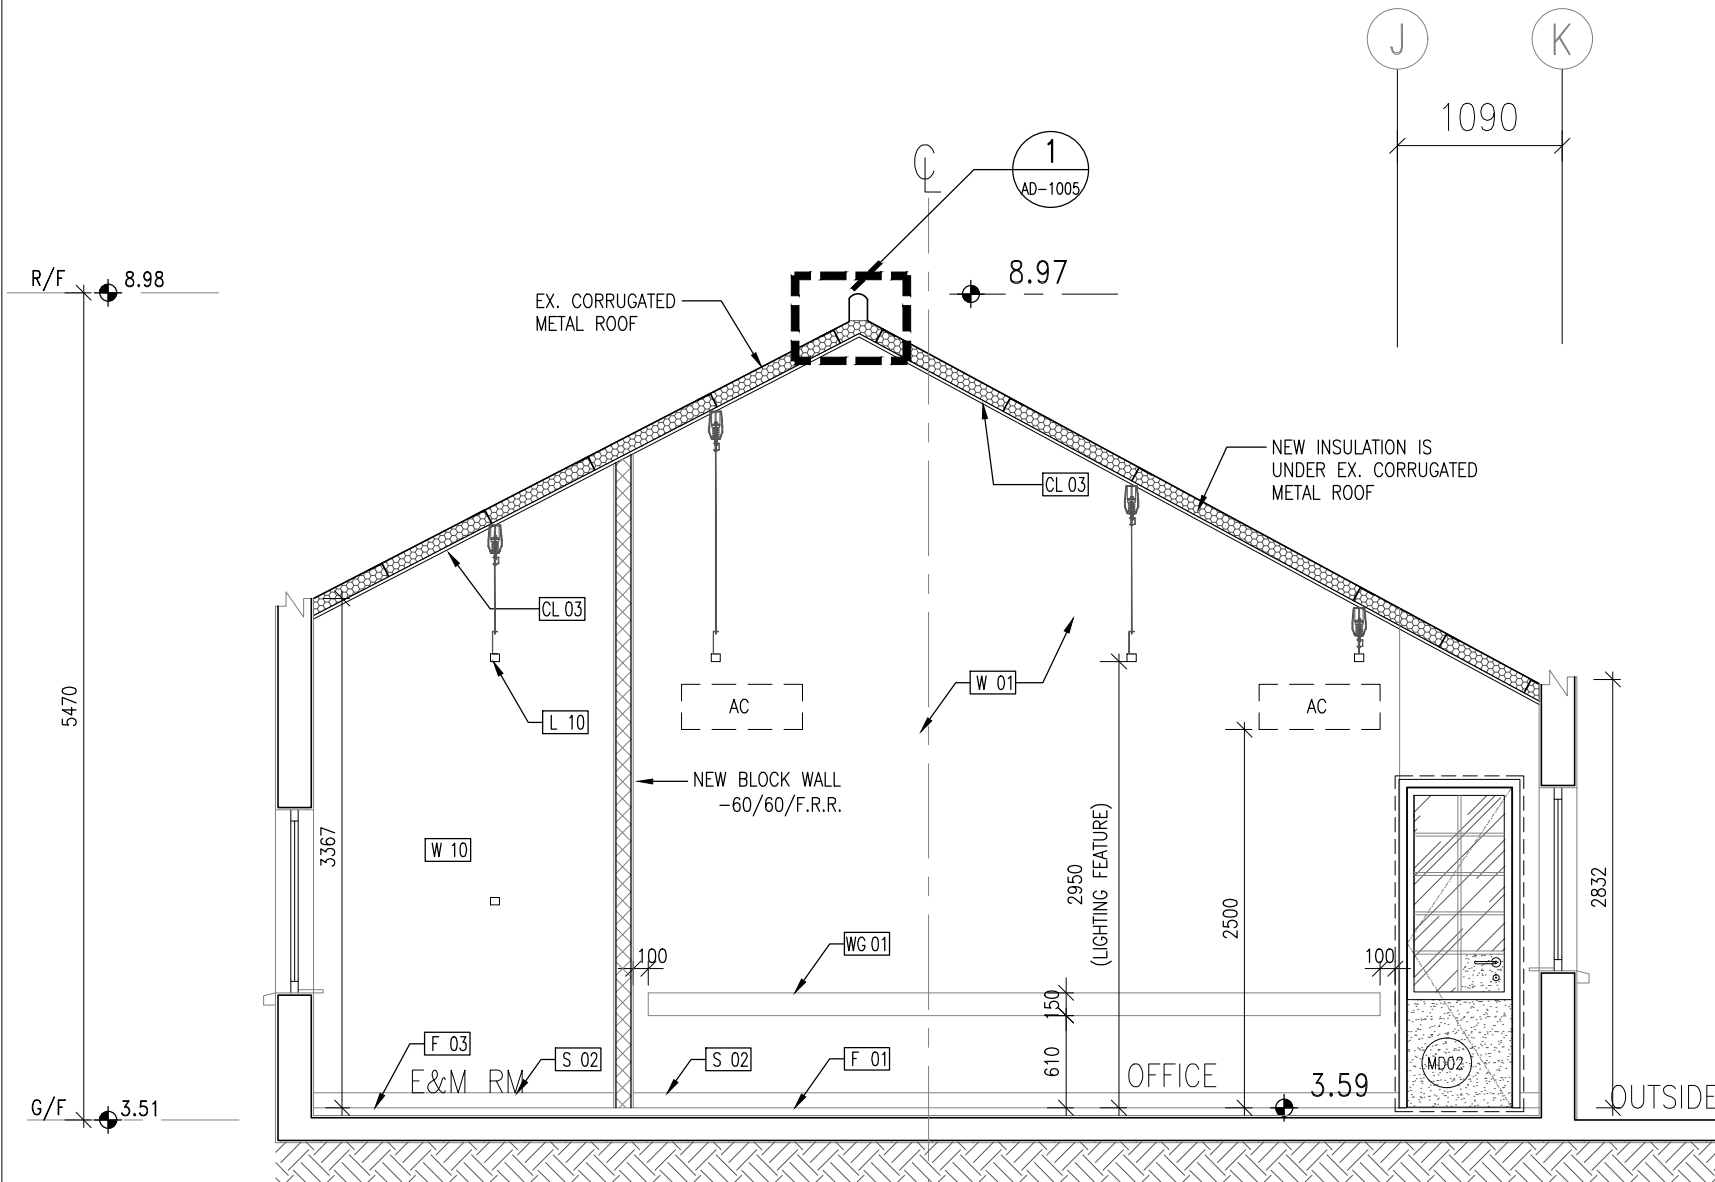 J
K
1090
1
AD-1005
CL
R/F
8.98
8.97
EX. CORRUGATED
METAL ROOF
NEW INSULATION IS
UNDER EX. CORRUGATED
METAL ROOF
CL 03
CL 03
5470
W 01
L 10
AC
AC
NEW BLOCK WALL
-60/60/F.R.R.
3367
W 10
2950
(LIGHTING FEATURE)
2500
2832
WG 01
100
100
150
610
F 03
S 02
S 02
F 01
E&M RM
OFFICE
MD02
3.59
OUTSIDE
G/F
3.51